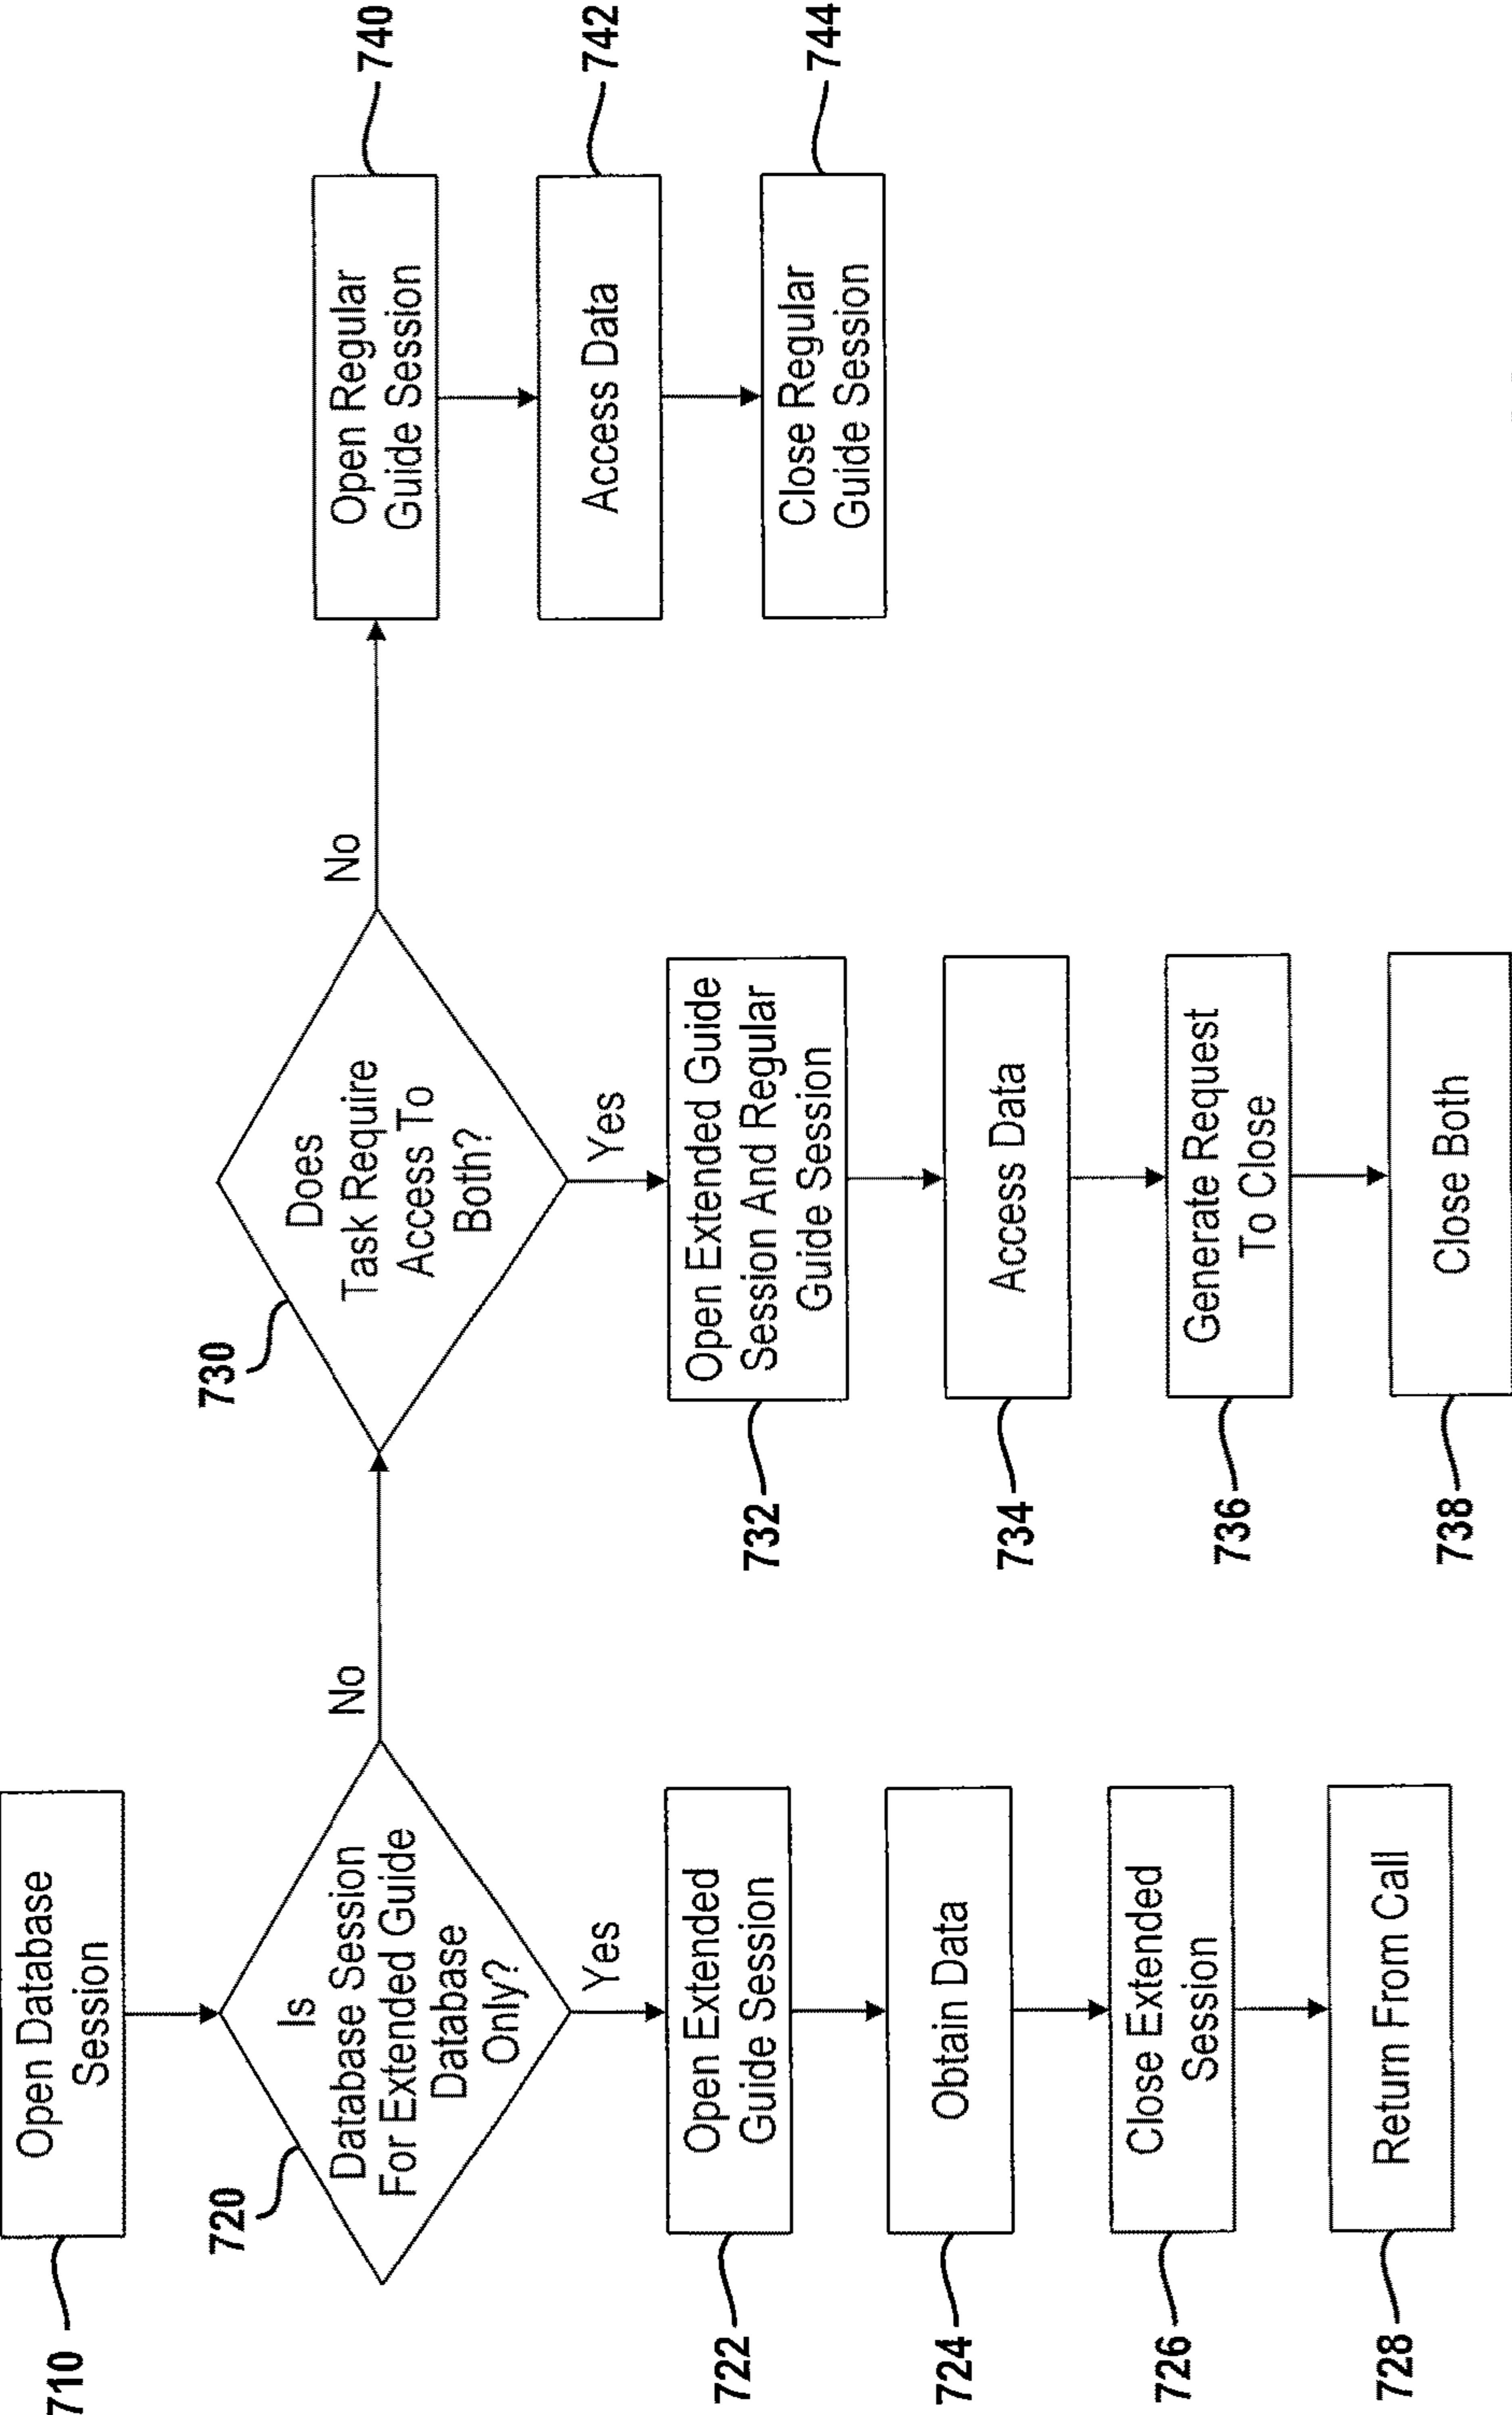 710
Open Database
Session
720
Is
Database Session
For Extended Guide
Database
Only?
No
Yes
722
Open Extended
Guide Session
724
Obtain Data
726
Close Extended
Session
728
Return From Call
730
Does
Task Require
Access To
Both?
No
Yes
732
Open Extended Guide
Session And Regular
Guide Session
734
Access Data
736
Generate Request
To Close
738
Close Both
Open Regular
Guide Session
740
Access Data
742
Close Regular
Guide Session
744